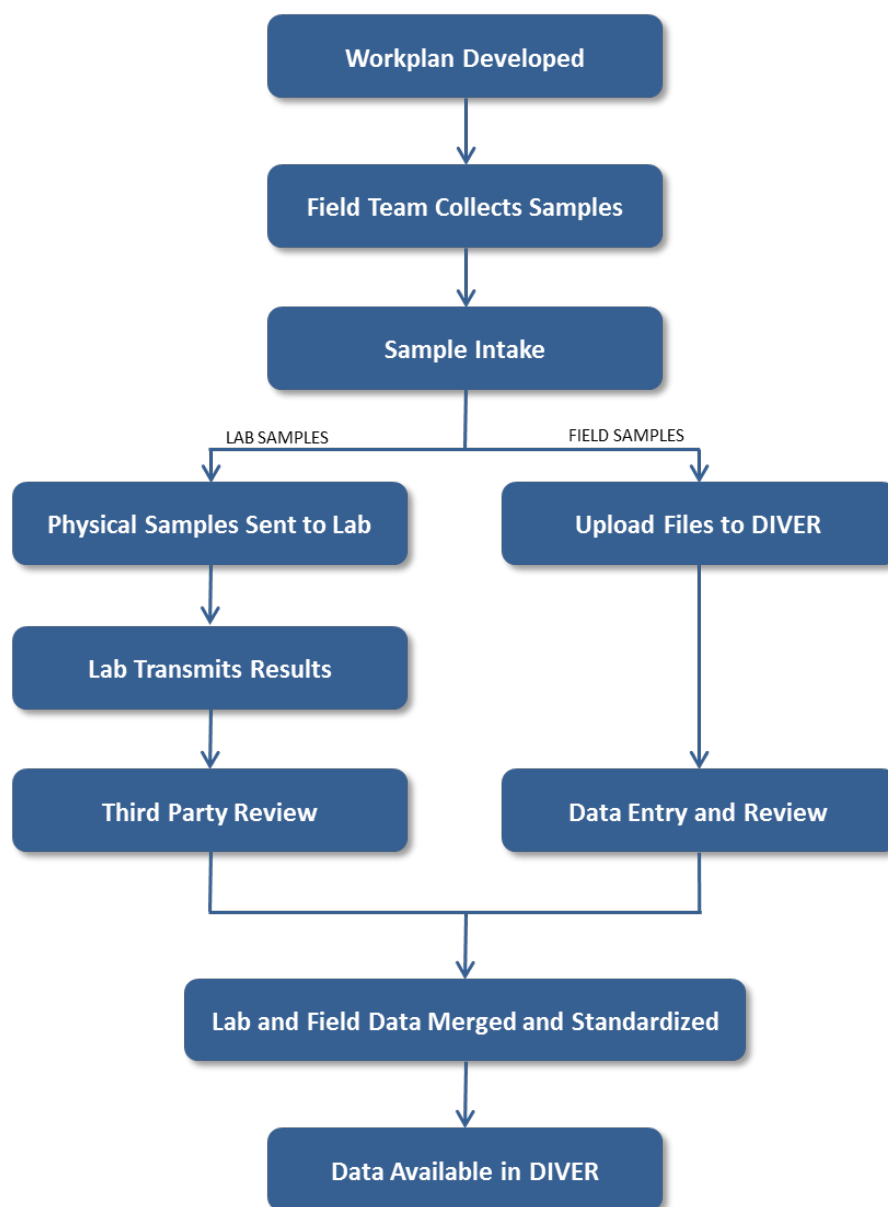 Workplan Developed
Field Team Collects Samples
Sample Intake
LAB SAMPLES
FIELD SAMPLES
Physical Samples Sent to Lab
Upload Files to DIVER
Lab Transmits Results
Third Party Review
Data Entry and Review
Lab and Field Data Merged and Standardized
Data Available in DIVER